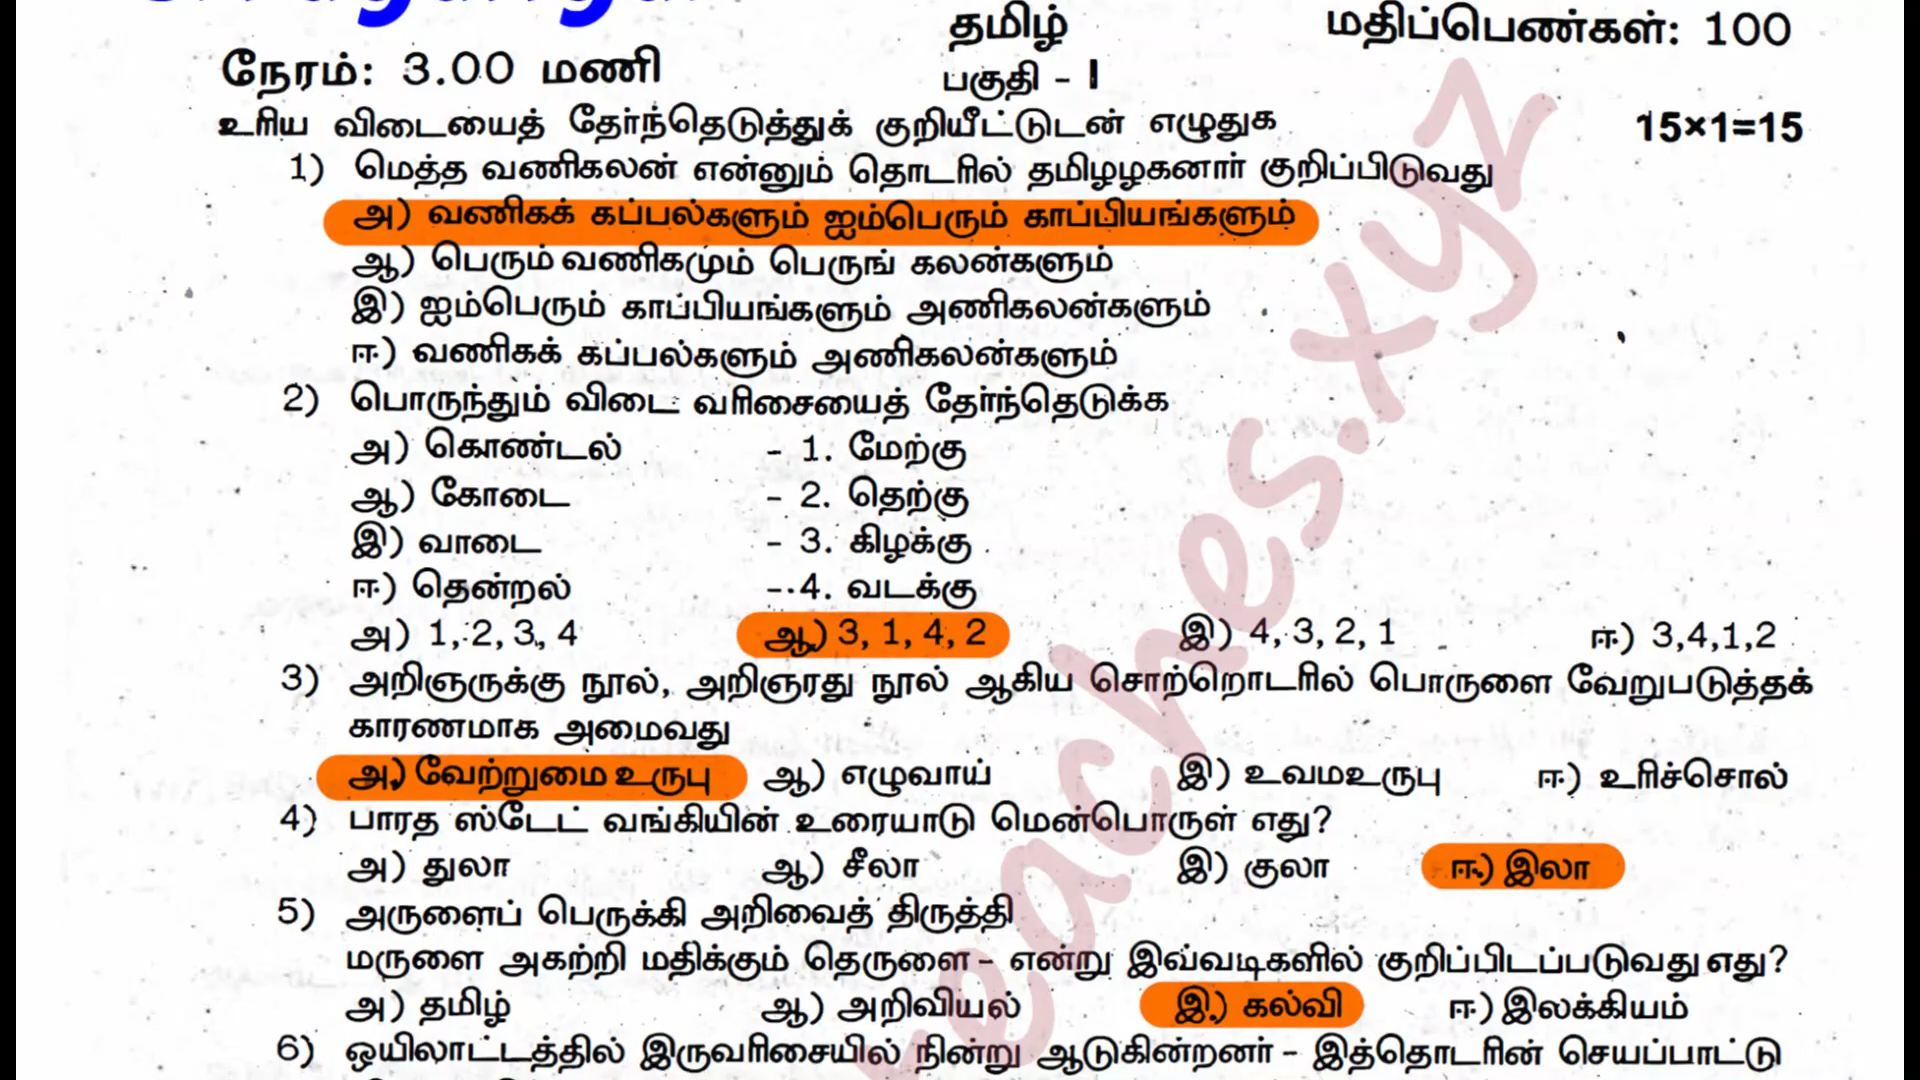 தமிழ்
மதிப்பெண்கள்: 100
நேரம்: 3.00 மணி
பகுதி - I
உரிய விடையைத் தேர்ந்தெடுத்துக் குறியீட்டுடன் எழுதுக 15×1=15
1) மெத்த வணிகலன் என்னும் தொடரில் தமிழழகனார் குறிப்பிடுவது
அ) வணிகக் கப்பல்களும் ஐம்பெரும் காப்பியங்களும்
ஆ) பெரும் வணிகமும் பெருங் கலன்களும்
இ) ஐம்பெரும் காப்பியங்களும் அணிகலன்களும்
ஈ) வணிகக் கப்பல்களும் அணிகலன்களும்
2) பொருந்தும் விடை வரிசையைத் தேர்ந்தெடுக்க
அ) கொண்டல் - 1. மேற்கு
ஆ) கோடை - 2. தெற்கு
இ) வாடை - 3. கிழக்கு
ஈ) தென்றல் - 4. வடக்கு
அ) 1, 2, 3, 4 ஆ) 3, 1, 4, 2 இ) 4, 3, 2, 1 ஈ) 3,4,1,2
3) அறிஞருக்கு நூல், அறிஞரது நூல் ஆகிய சொற்றொடரில் பொருளை வேறுபடுத்தக்
காரணமாக அமைவது
அ) வேற்றுமை உருபு ஆ) எழுவாய் இ) உவமஉருபு ஈ) உரிச்சொல்
4) பாரத ஸ்டேட் வங்கியின் உரையாடு மென்பொருள் எது?
அ) துலா ஆ) சீலா இ) குலா ஈ) இலா
5) அருளைப் பெருக்கி அறிவைத் திருத்தி
மருளை அகற்றி மதிக்கும் தெருளை - என்று இவ்வடிகளில் குறிப்பிடப்படுவது எது?
அ) தமிழ் ஆ) அறிவியல் இ) கல்வி ஈ) இலக்கியம்
6) ஒயிலாட்டத்தில் இருவரிசையில் நின்று ஆடுகின்றனர் - இத்தொடரின் செயப்பாட்டு